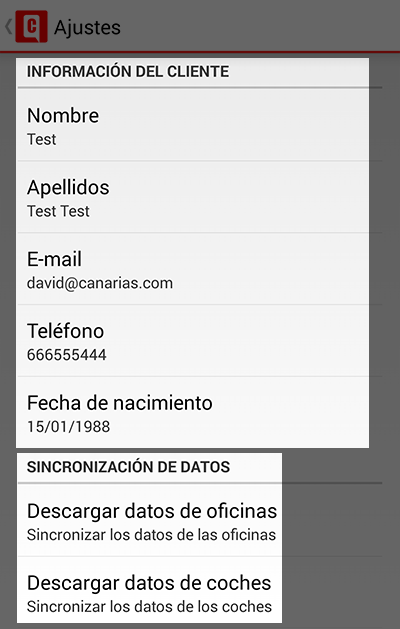 Ajustes
INFORMACIÓN DEL CLIENTE
Nombre
Test
Apellidos
Test Test
E-mail
david@canarias.com
Teléfono
666555444
Fecha de nacimiento
15/01/1988
SINCRONIZACIÓN DE DATOS
Descargar datos de oficinas
Sincronizar los datos de las oficinas
Descargar datos de coches
Sincronizar los datos de los coches